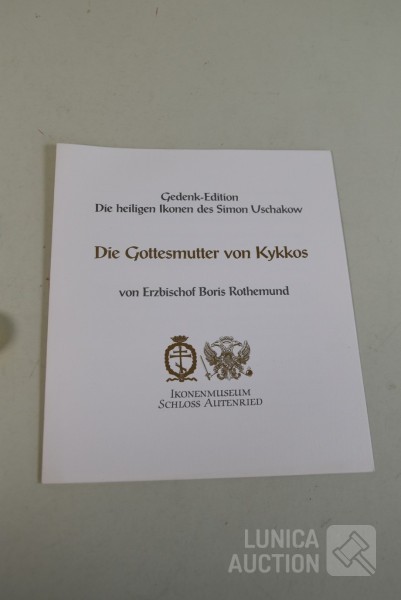 Gedenk-Edition
Die heiligen Ikonen des Simon Uschakow
Die Gottesmutter von Kykkos
von Erzbischof Boris Rothemund
Ikonenmuseum
Schloss Autenried
LUNICA
AUCTION